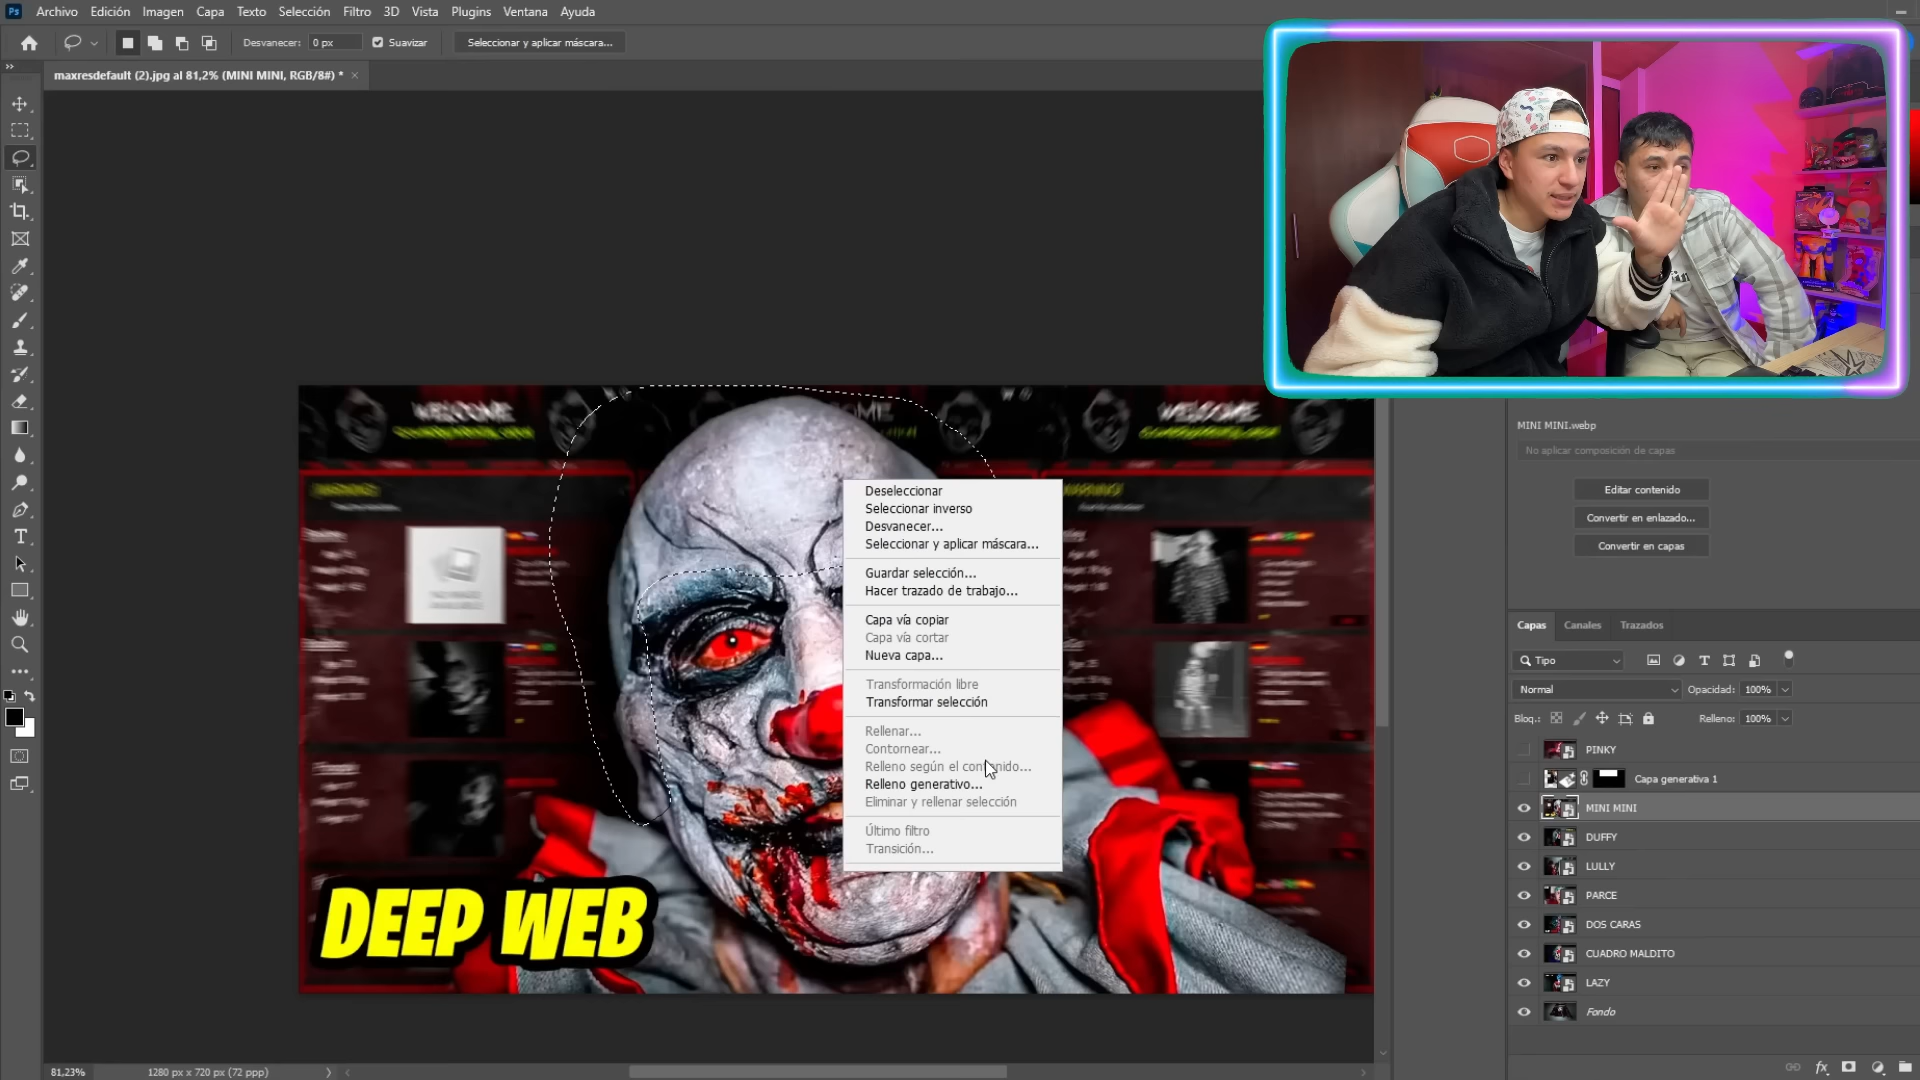 Ps Archivo Edición Imagen Capa Texto Selección Filtro 3D Vista Plugins Ventana Ayuda
Desvanecer: 0 px Suavizar Seleccionar y aplicar máscara...
maxresdefault (2).jpg al 81,2% (MINI MINI, RGB/8#) * ×
WELCOME
WELCOME
DEEP WEB
Deseleccionar
Seleccionar inverso
Desvanecer...
Seleccionar y aplicar máscara...
Guardar selección...
Hacer trazado de trabajo...
Capa vía copiar
Capa vía cortar
Nueva capa...
Transformación libre
Transformar selección
Rellenar...
Contornear...
Relleno según el contenido...
Relleno generativo...
Eliminar y rellenar selección
Último filtro
Transición...
MINI MINI.webp
No aplicar composición de capas
Editar contenido
Convertir en enlazado...
Convertir en capas
Capas Canales Trazados
Tipo
Normal Opacidad: 100%
Bloq.: Relleno: 100%
PINKY
Capa generativa 1
MINI MINI
DUFFY
LULLY
PARCE
DOS CARAS
CUADRO MALDITO
LAZY
Fondo
81,23% 1280 px x 720 px (72 ppp)